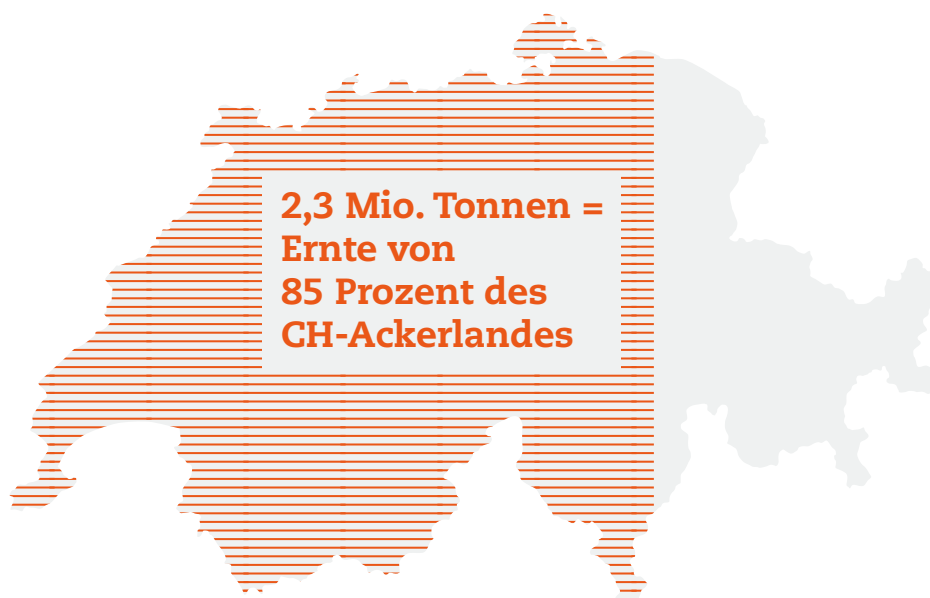 2,3 Mio. Tonnen =
Ernte von
85 Prozent des
CH-Ackerlandes